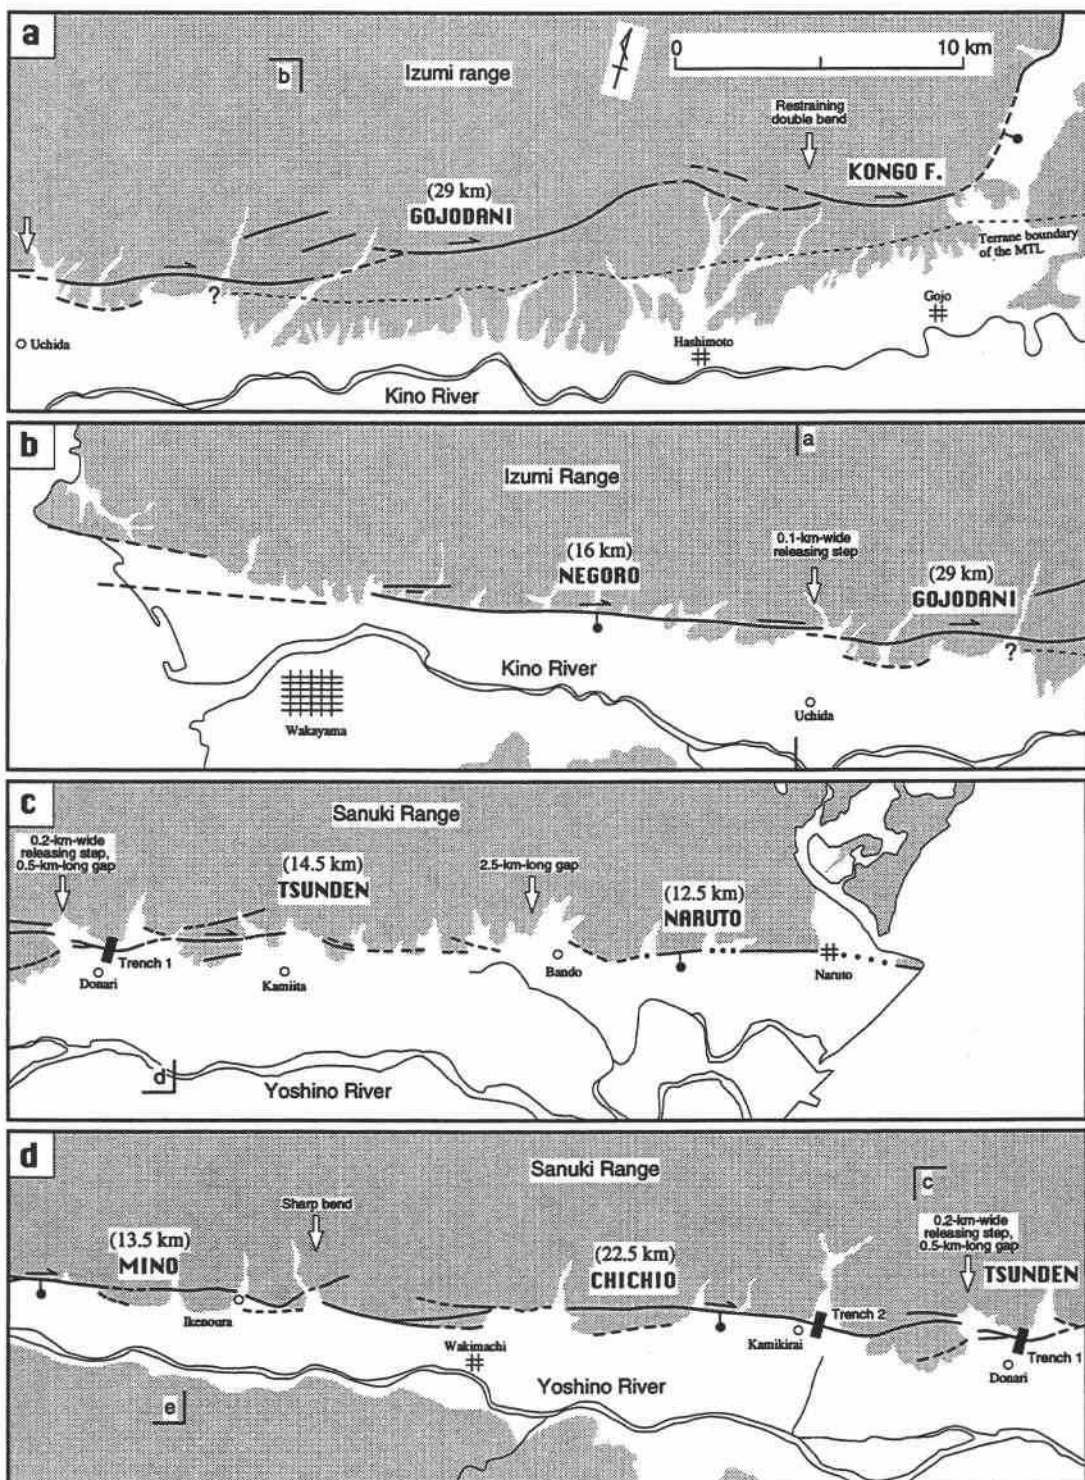 a
b
Izumi range
0
10 km
Restraining
double bend
KONGO F.
(29 km)
GOJODANI
Terrane boundary
of the MTL
?
Uchida
Gojo
Hashimoto
Kino River
b
a
Izumi Range
0.1-km-wide
releasing step
(16 km)
NEGORO
(29 km)
GOJODANI
?
Kino River
Uchida
Wakayama
c
Sanuki Range
0.2-km-wide
releasing step,
0.5-km-long gap
(14.5 km)
TSUNDEN
2.5-km-long gap
(12.5 km)
NARUTO
Trench 1
Donari
Kamiita
Bando
Naruto
d
Yoshino River
d
Sanuki Range
c
Sharp bend
0.2-km-wide
releasing step,
0.5-km-long gap
(13.5 km)
MINO
(22.5 km)
CHICHIO
TSUNDEN
Ikenoura
Trench 2
Wakimachi
Kamikirai
Trench 1
Donari
Yoshino River
e